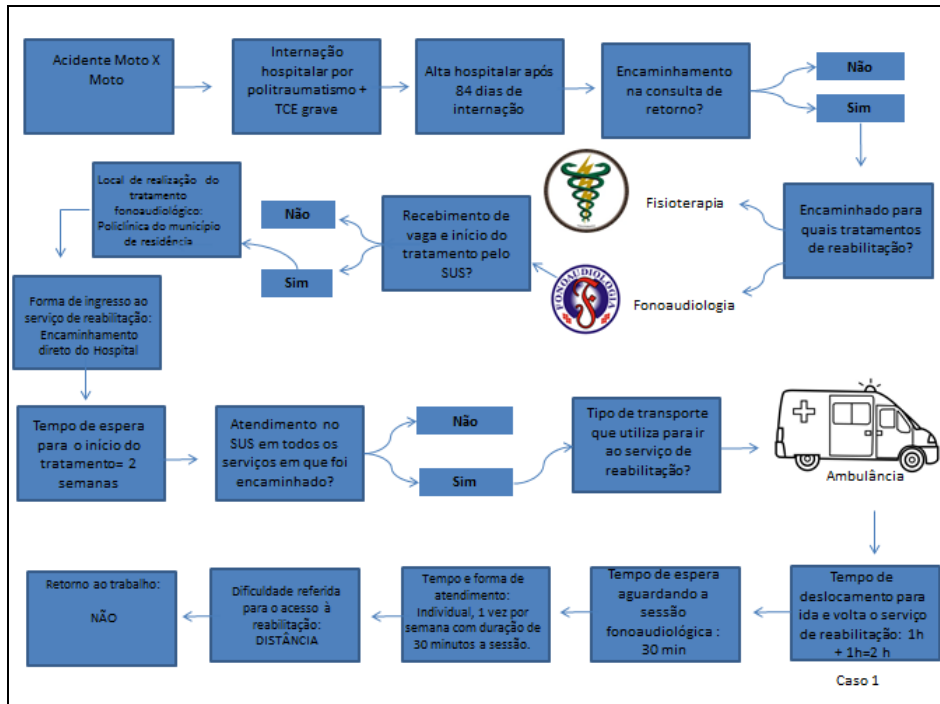 Acidente Moto X
Moto
Internação
hospitalar por
politraumatismo +
TCE grave
Alta hospitalar após
84 dias de
internação
Encaminhamento
na consulta de
retorno?
Não
Sim
Encaminhado para
quais tratamentos
de reabilitação?
Fisioterapia
Fonoaudiologia
FONOAUDIOLOGIA
Recebimento de
vaga e início do
tratamento pelo
SUS?
Não
Sim
Local de realização do
tratamento
fonoaudiológico:
Policlínica do município
de residência
Forma de ingresso ao
serviço de reabilitação:
Encaminhamento
direto do Hospital
Tempo de espera
para o início do
tratamento= 2
semanas
Atendimento no
SUS em todos os
serviços em que foi
encaminhado?
Não
Sim
Tipo de transporte
que utiliza para ir
ao serviço de
reabilitação?
Ambulância
Tempo de
deslocamento para
ida e volta o serviço
de reabilitação: 1h
+ 1h=2 h
Tempo de espera
aguardando a
sessão
fonoaudiológica :
30 min
Tempo e forma de
atendimento:
Individual, 1 vez por
semana com duração de
30 minutos a sessão.
Dificuldade referida
para o acesso à
reabilitação:
DISTÂNCIA
Retorno ao trabalho:
NÃO
Caso 1